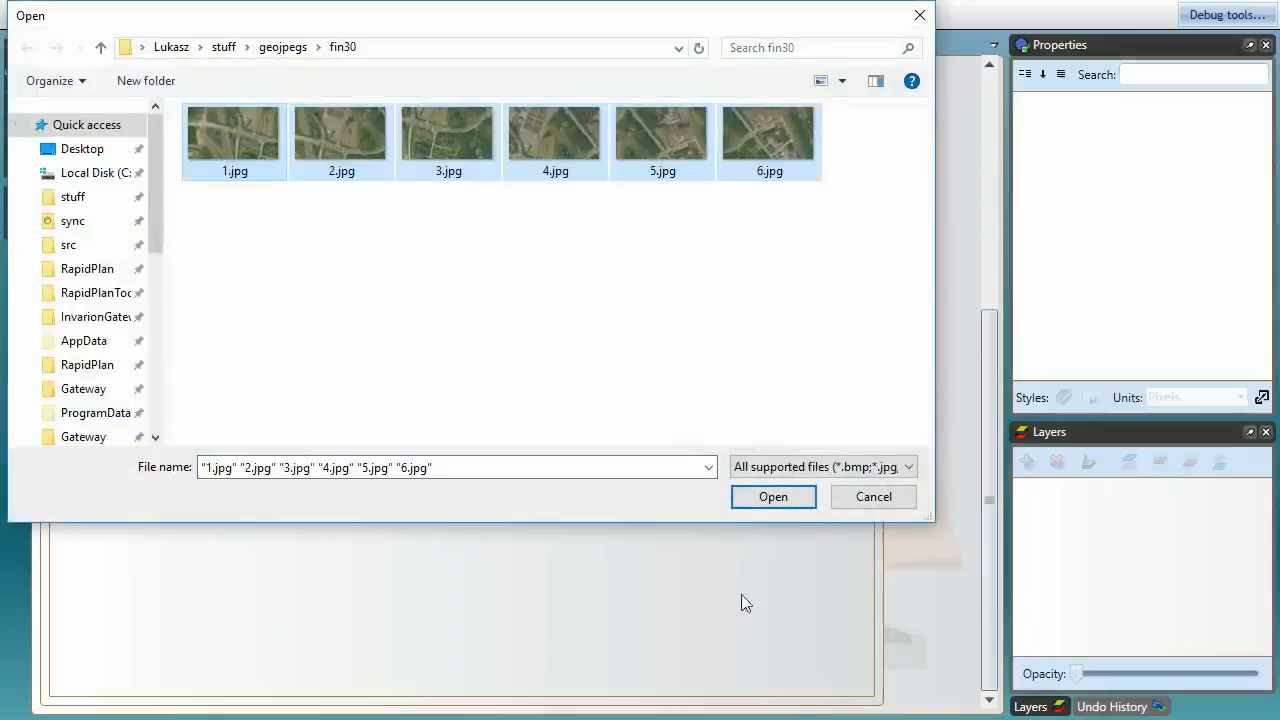 Open
Debug tools...
Lukasz > stuff > geojpegs > fin30
Search fin30
Properties
Organize
New folder
Search:
Quick access
Desktop
Local Disk (C:
stuff
sync
src
RapidPlan
RapidPlanToo
InvarionGatew
AppData
RapidPlan
Gateway
ProgramData
Gateway
1.jpg
2.jpg
3.jpg
4.jpg
5.jpg
6.jpg
Styles:
Units:
Pixels
Layers
File name:
"1.jpg" "2.jpg" "3.jpg" "4.jpg" "5.jpg" "6.jpg"
All supported files (*.bmp;*.jpg,
Open
Cancel
Opacity:
Layers
Undo History